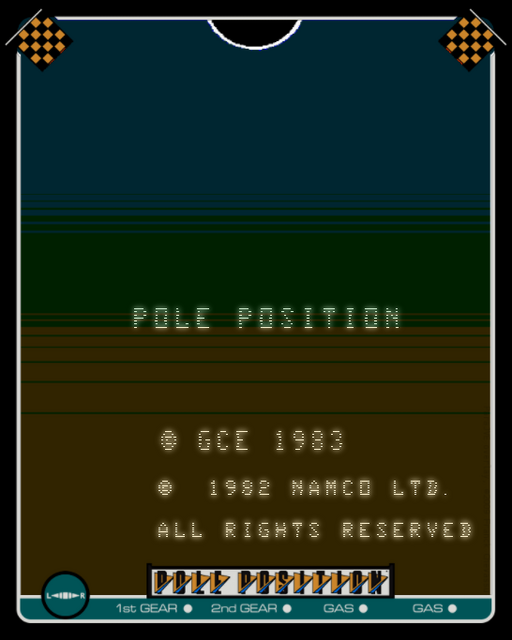 POLE POSITION
© GCE 1983
© 1982 NAMCO LTD.
ALL RIGHTS RESERVED
POLE POSITION
L R 1st GEAR 2nd GEAR GAS GAS